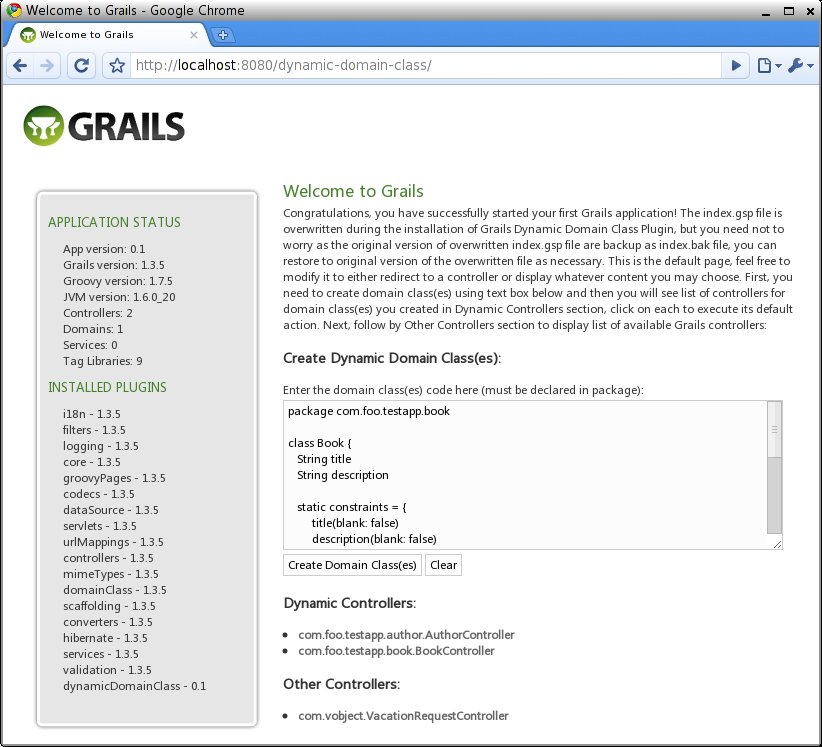 Welcome to Grails - Google Chrome
Welcome to Grails
http://localhost:8080/dynamic-domain-class/
GRAILS
APPLICATION STATUS
App version: 0.1
Grails version: 1.3.5
Groovy version: 1.7.5
JVM version: 1.6.0_20
Controllers: 2
Domains: 1
Services: 0
Tag Libraries: 9
INSTALLED PLUGINS
i18n - 1.3.5
filters - 1.3.5
logging - 1.3.5
core - 1.3.5
groovyPages - 1.3.5
codecs - 1.3.5
dataSource - 1.3.5
servlets - 1.3.5
urlMappings - 1.3.5
controllers - 1.3.5
mimeTypes - 1.3.5
domainClass - 1.3.5
scaffolding - 1.3.5
converters - 1.3.5
hibernate - 1.3.5
services - 1.3.5
validation - 1.3.5
dynamicDomainClass - 0.1
Welcome to Grails
Congratulations, you have successfully started your first Grails application! The index.gsp file is
overwritten during the installation of Grails Dynamic Domain Class Plugin, but you need not to
worry as the original version of overwritten index.gsp file are backup as index.bak file, you can
restore to original version of the overwritten file as necessary. This is the default page, feel free to
modify it to either redirect to a controller or display whatever content you may choose. First, you
need to create domain class(es) using text box below and then you will see list of controllers for
domain class(es) you created in Dynamic Controllers section, click on each to execute its default
action. Next, follow by Other Controllers section to display list of available Grails controllers:
Create Dynamic Domain Class(es):
Enter the domain class(es) code here (must be declared in package):
package com.foo.testapp.book
class Book {
String title
String description
static constraints = {
title(blank: false)
description(blank: false)
Create Domain Class(es) Clear
Dynamic Controllers:
com.foo.testapp.author.AuthorController
com.foo.testapp.book.BookController
Other Controllers:
com.vobject.VacationRequestController